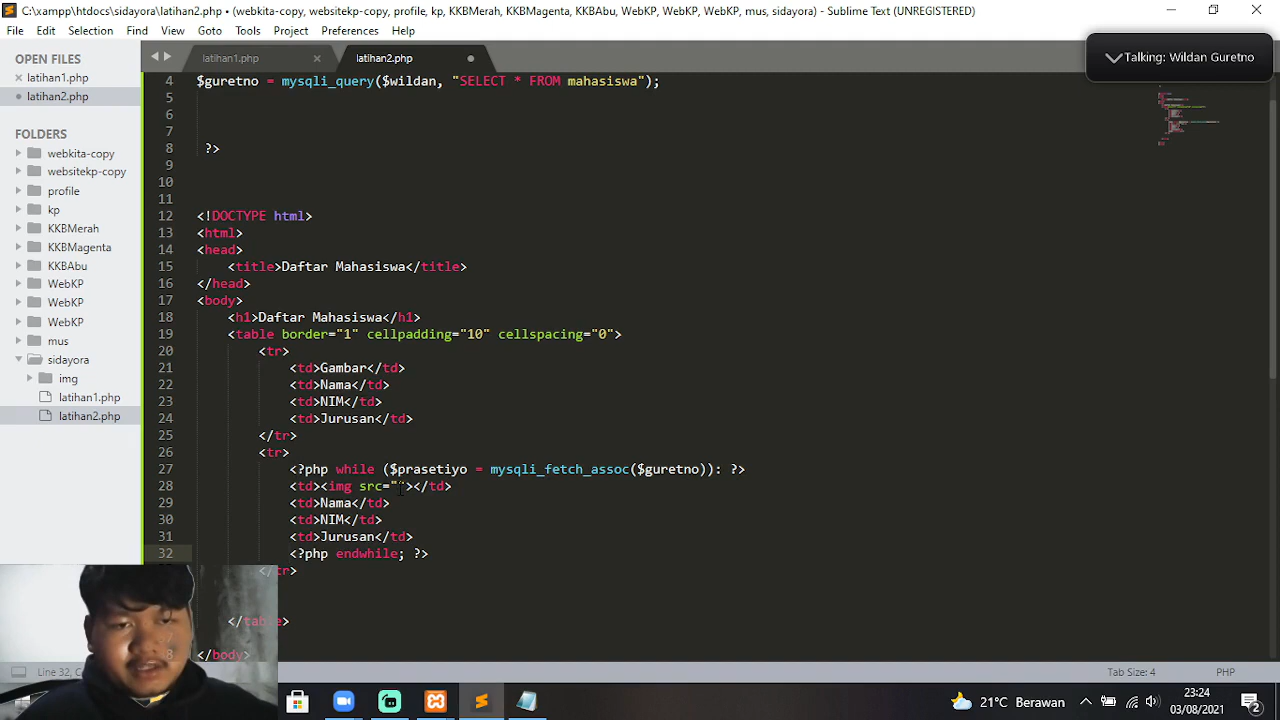 C:\xampp\htdocs\sidayora\latihan2.php • (webkita-copy, websitekp-copy, profile, kp, KKBMerah, KKBMagenta, KKBAbu, WebKP, WebKP, WebKP, mus, sidayora) - Sublime Text (UNREGISTERED)
File Edit Selection Find View Goto Tools Project Preferences Help
OPEN FILES
latihan1.php
latihan2.php
FOLDERS
webkita-copy
websitekp-copy
profile
kp
KKBMerah
KKBMagenta
KKBAbu
WebKP
WebKP
WebKP
mus
sidayora
img
latihan1.php
latihan2.php
latihan1.php
latihan2.php
Talking: Wildan Guretno
4 $guretno = mysqli_query($wildan, "SELECT * FROM mahasiswa");
5
6
7
8 ?>
9
10
11
12 <!DOCTYPE html>
13 <html>
14 <head>
15 <title>Daftar Mahasiswa</title>
16 </head>
17 <body>
18 <h1>Daftar Mahasiswa</h1>
19 <table border="1" cellpadding="10" cellspacing="0">
20 <tr>
21 <td>Gambar</td>
22 <td>Nama</td>
23 <td>NIM</td>
24 <td>Jurusan</td>
25 </tr>
26 <tr>
27 <?php while ($prasetiyo = mysqli_fetch_assoc($guretno)): ?>
28 <td><img src=""></td>
29 <td>Nama</td>
30 <td>NIM</td>
31 <td>Jurusan</td>
32 <?php endwhile; ?>
</tr>
</table>
</body>
Line 32, C
Tab Size: 4 PHP
21°C Berawan
23:24
03/08/2021
2